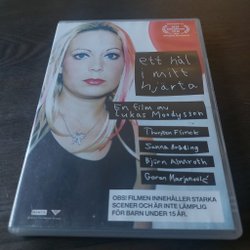 ett hål
i mitt
hjärta
En film av
Lukas Moodysson
Thorsten Flinck
Sanna Bråding
Björn Almroth
Goran Marjanović
OBS! FILMEN INNEHÅLLER STARKA
SCENER OCH ÄR INTE LÄMPLIG
FÖR BARN UNDER 15 ÅR.